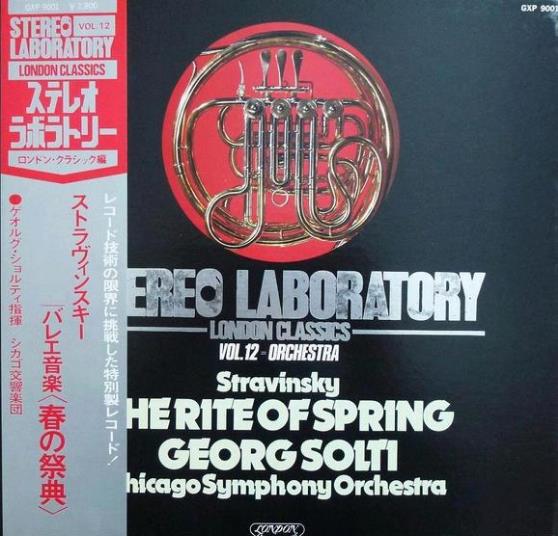 GXP 9001 ¥2,800
STEREO VOL.12
LABORATORY
LONDON CLASSICS
ステレオ
ラボラトリー
ロンドン・クラシック編
レコード技術の限界に挑戦した特別製レコード!
ストラヴィンスキー
バレエ音楽〈春の祭典〉
●ゲオルグ・ショルティ指揮 シカゴ交響楽団
GXP 9001
TEREO LABORATORY
LONDON CLASSICS
VOL.12=ORCHESTRA
Stravinsky
HE RITE OF SPRING
GEORG SOLTI
hicago Symphony Orchestra
LONDON